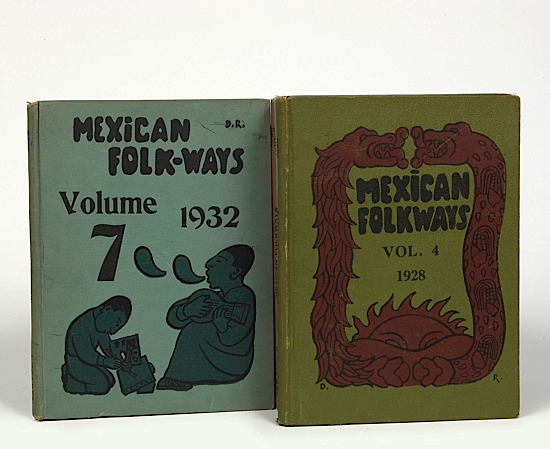 D.R.
MEXiCAN
FOLK-WAYS
Volume
7
1932
MEXICAN
FOLKWAYS
VOL. 4
1928
D. R.